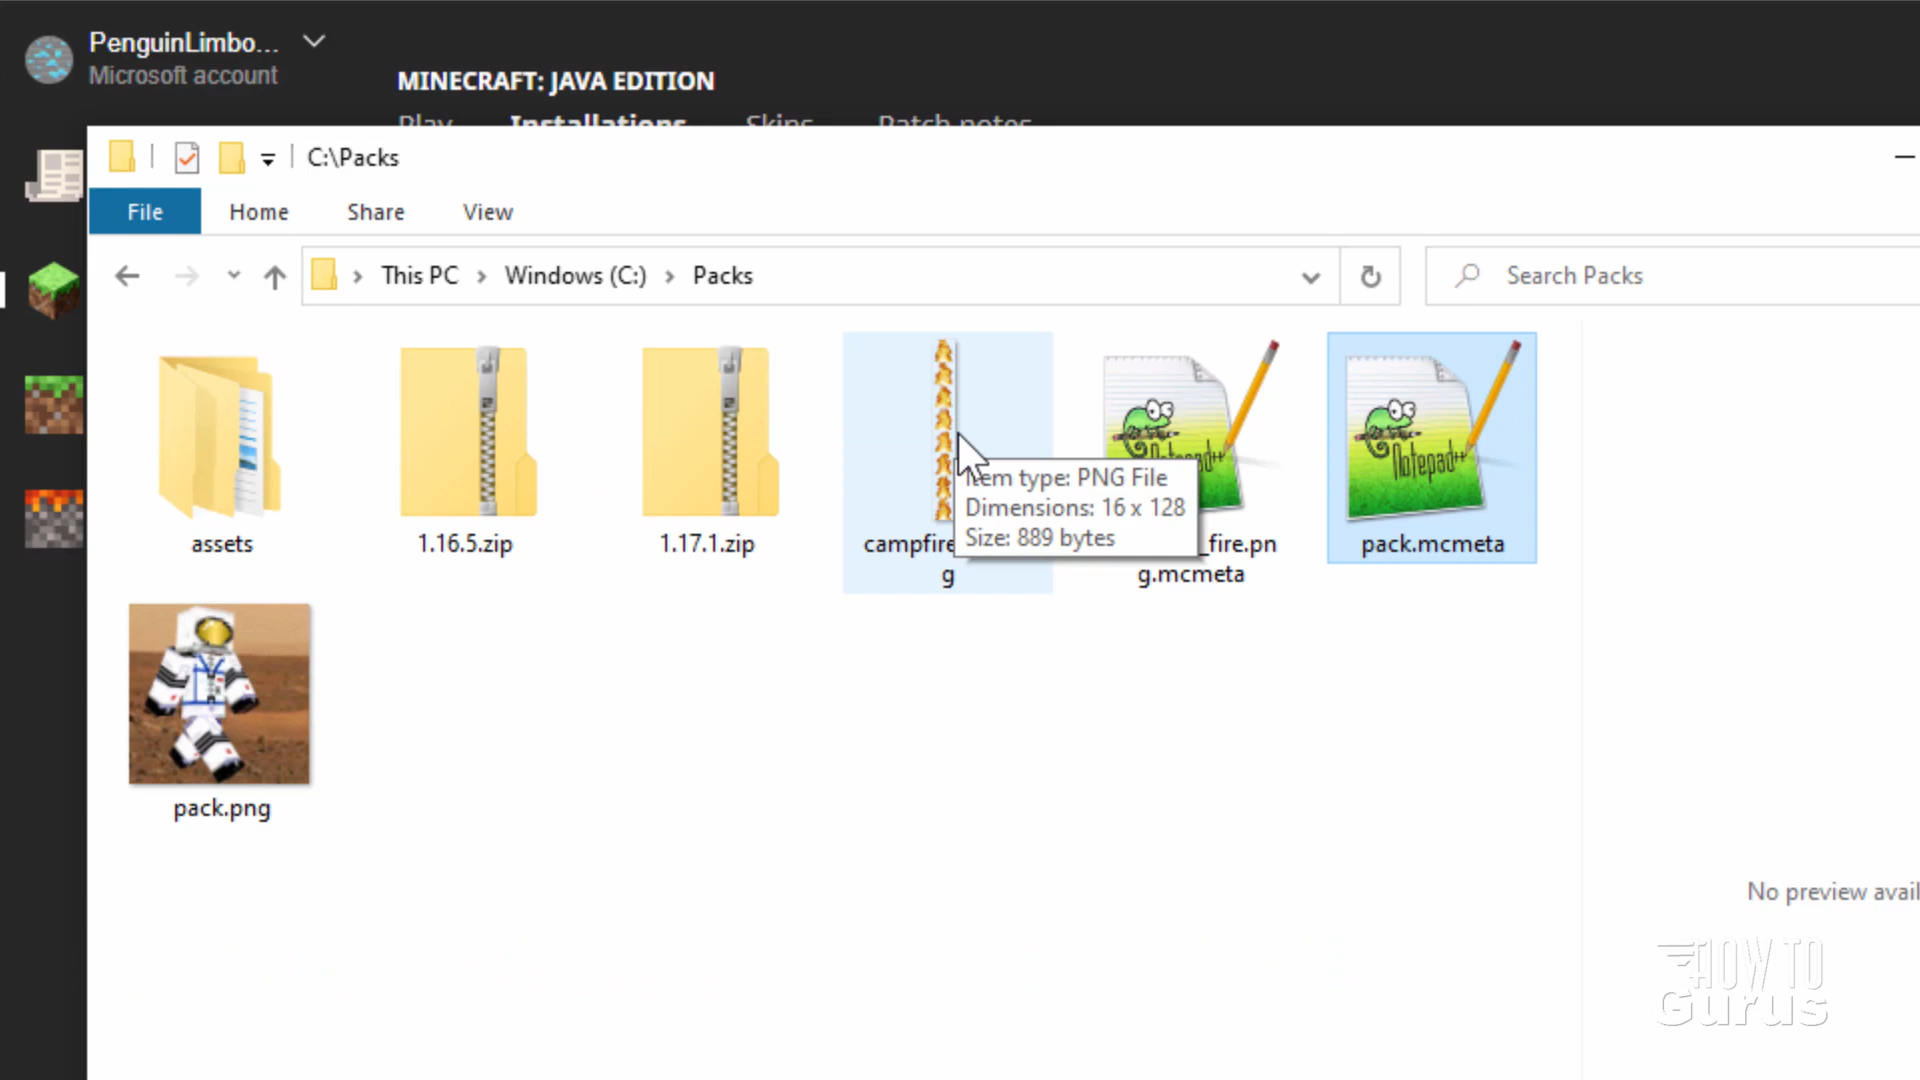 PenguinLimbo...
Microsoft account
MINECRAFT: JAVA EDITION
Play Installations Skins Patch notes
C:\Packs
File Home Share View
This PC > Windows (C:) > Packs
Search Packs
Item type: PNG File
Dimensions: 16 x 128
Size: 889 bytes
Notepad++
assets
1.16.5.zip
1.17.1.zip
campfire
g
_fire.pn
g.mcmeta
pack.mcmeta
pack.png
No preview avail
HOW TO
Gurus